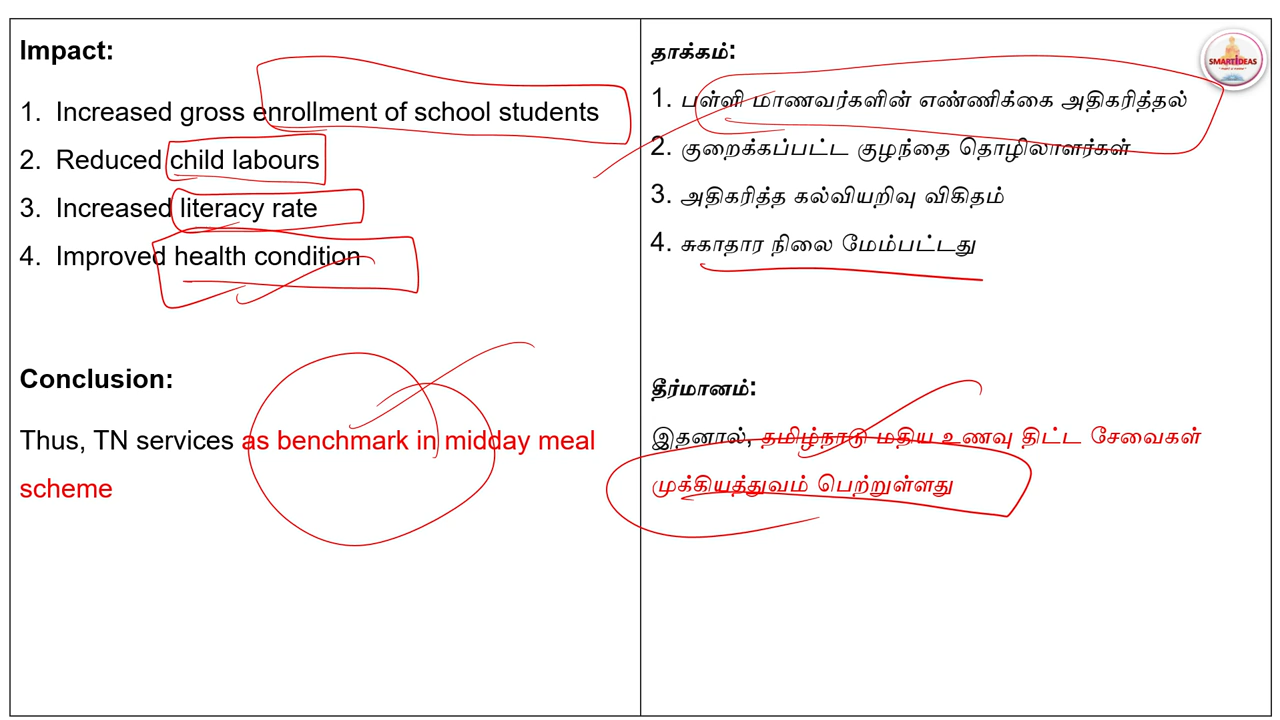 Impact:
1. Increased gross enrollment of school students
2. Reduced child labours
3. Increased literacy rate
4. Improved health condition
Conclusion:
Thus, TN services as benchmark in midday meal
scheme
தாக்கம்:
1. பள்ளி மாணவர்களின் எண்ணிக்கை அதிகரித்தல்
2. குறைக்கப்பட்ட குழந்தை தொழிலாளர்கள்
3. அதிகரித்த கல்வியறிவு விகிதம்
4. சுகாதார நிலை மேம்பட்டது
தீர்மானம்:
இதனால், தமிழ்நாடு மதிய உணவு திட்ட சேவைகள்
முக்கியத்துவம் பெற்றுள்ளது
SMARTIDEAS